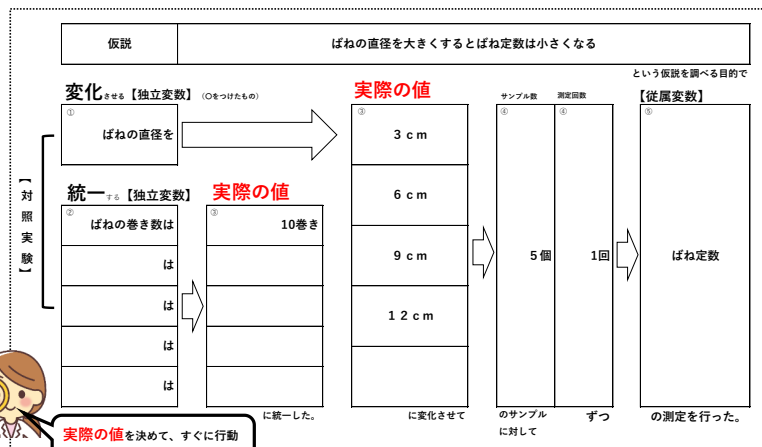 仮説
ばねの直径を大きくするとばね定数は小さくなる
という仮説を調べる目的で
変化させる【独立変数】（〇をつけたもの）
① ばねの直径を
【対照実験】
統一する【独立変数】
② ばねの巻き数は
は
は
は
は
実際の値
③ 10巻き
に統一した。
実際の値
③ 3cm
6cm
9cm
12cm
に変化させて
サンプル数
④ 5個
のサンプル
に対して
測定回数
④ 1回
ずつ
【従属変数】
⑤ ばね定数
の測定を行った。
実際の値を決めて、すぐに行動